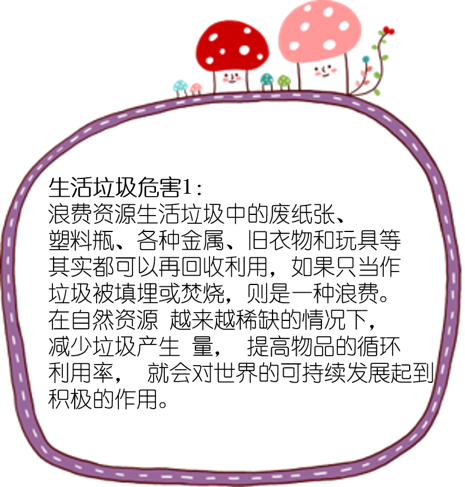 生活垃圾危害1：
浪费资源生活垃圾中的废纸张、
塑料瓶、各种金属、旧衣物和玩具等
其实都可以再回收利用，如果只当作
垃圾被填埋或焚烧，则是一种浪费。
在自然资源 越来越稀缺的情况下，
减少垃圾产生 量， 提高物品的循环
利用率， 就会对世界的可持续发展起到
积极的作用。